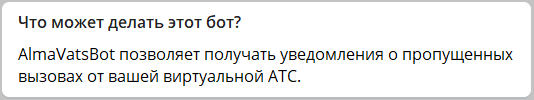 Что может делать этот бот?
AlmaVatsBot позволяет получать уведомления о пропущенных
вызовах от вашей виртуальной АТС.